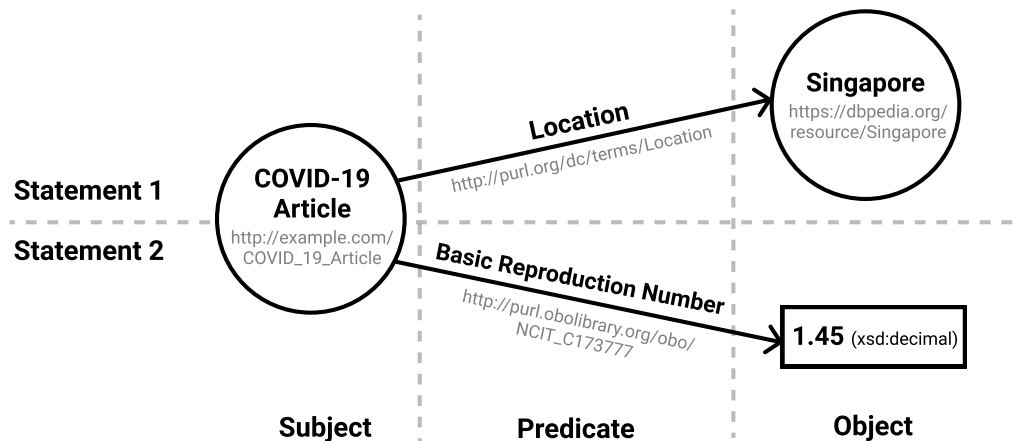 Singapore
https://dbpedia.org/
resource/Singapore
Location
http://purl.org/dc/terms/Location
COVID-19
Article
http://example.com/
COVID_19_Article
Statement 1
Statement 2
Basic Reproduction Number
http://purl.obolibrary.org/obo/
NCIT_C173777
1.45 (xsd:decimal)
Subject
Predicate
Object